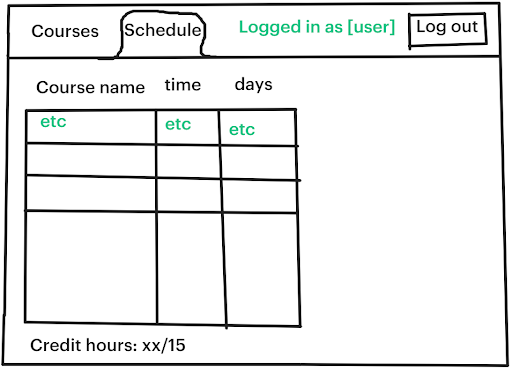 Courses Schedule Logged in as [user] Log out
Course name time days
etc etc etc
Credit hours: xx/15